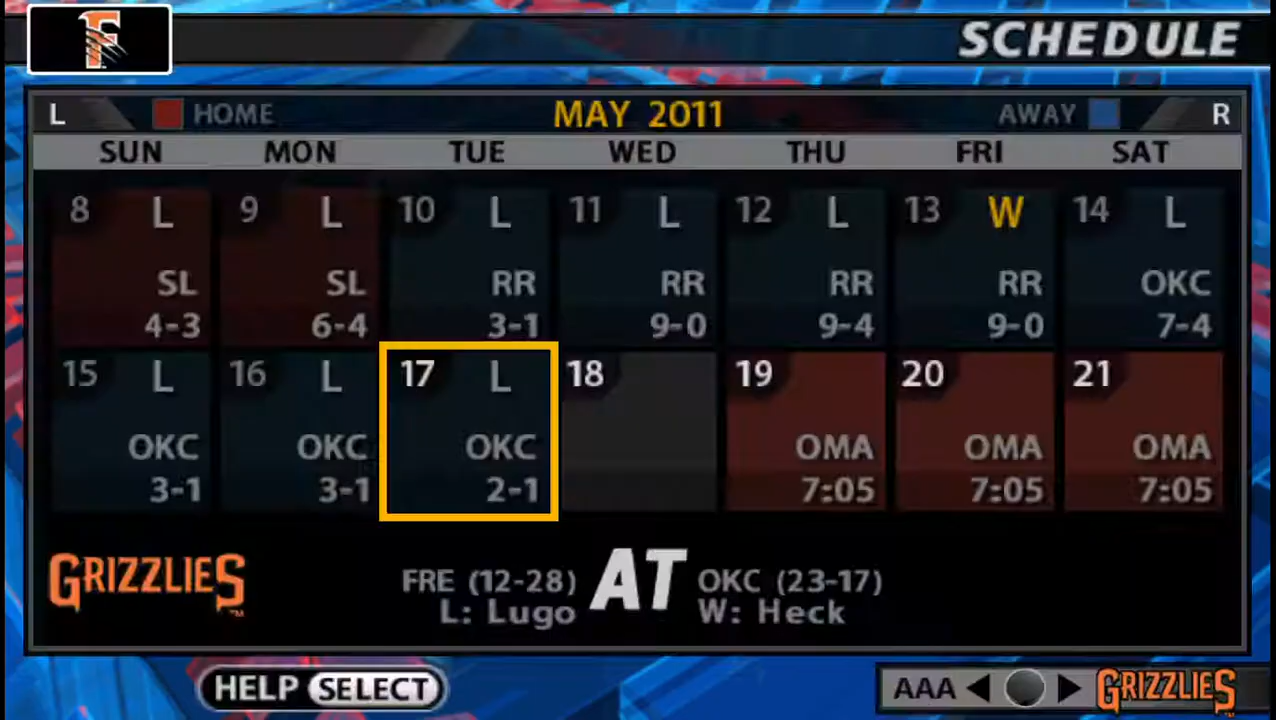 F
SCHEDULE
L HOME MAY 2011 AWAY R
SUN MON TUE WED THU FRI SAT
8 L 9 L 10 L 11 L 12 L 13 W 14 L
SL SL RR RR RR RR OKC
4-3 6-4 3-1 9-0 9-4 9-0 7-4
15 L 16 L 17 L 18 19 20 21
OKC OKC OKC OMA OMA OMA
3-1 3-1 2-1 7:05 7:05 7:05
GRIZZLIES™ FRE (12-28) AT OKC (23-17)
L: Lugo W: Heck
HELP SELECT AAA GRIZZLIES